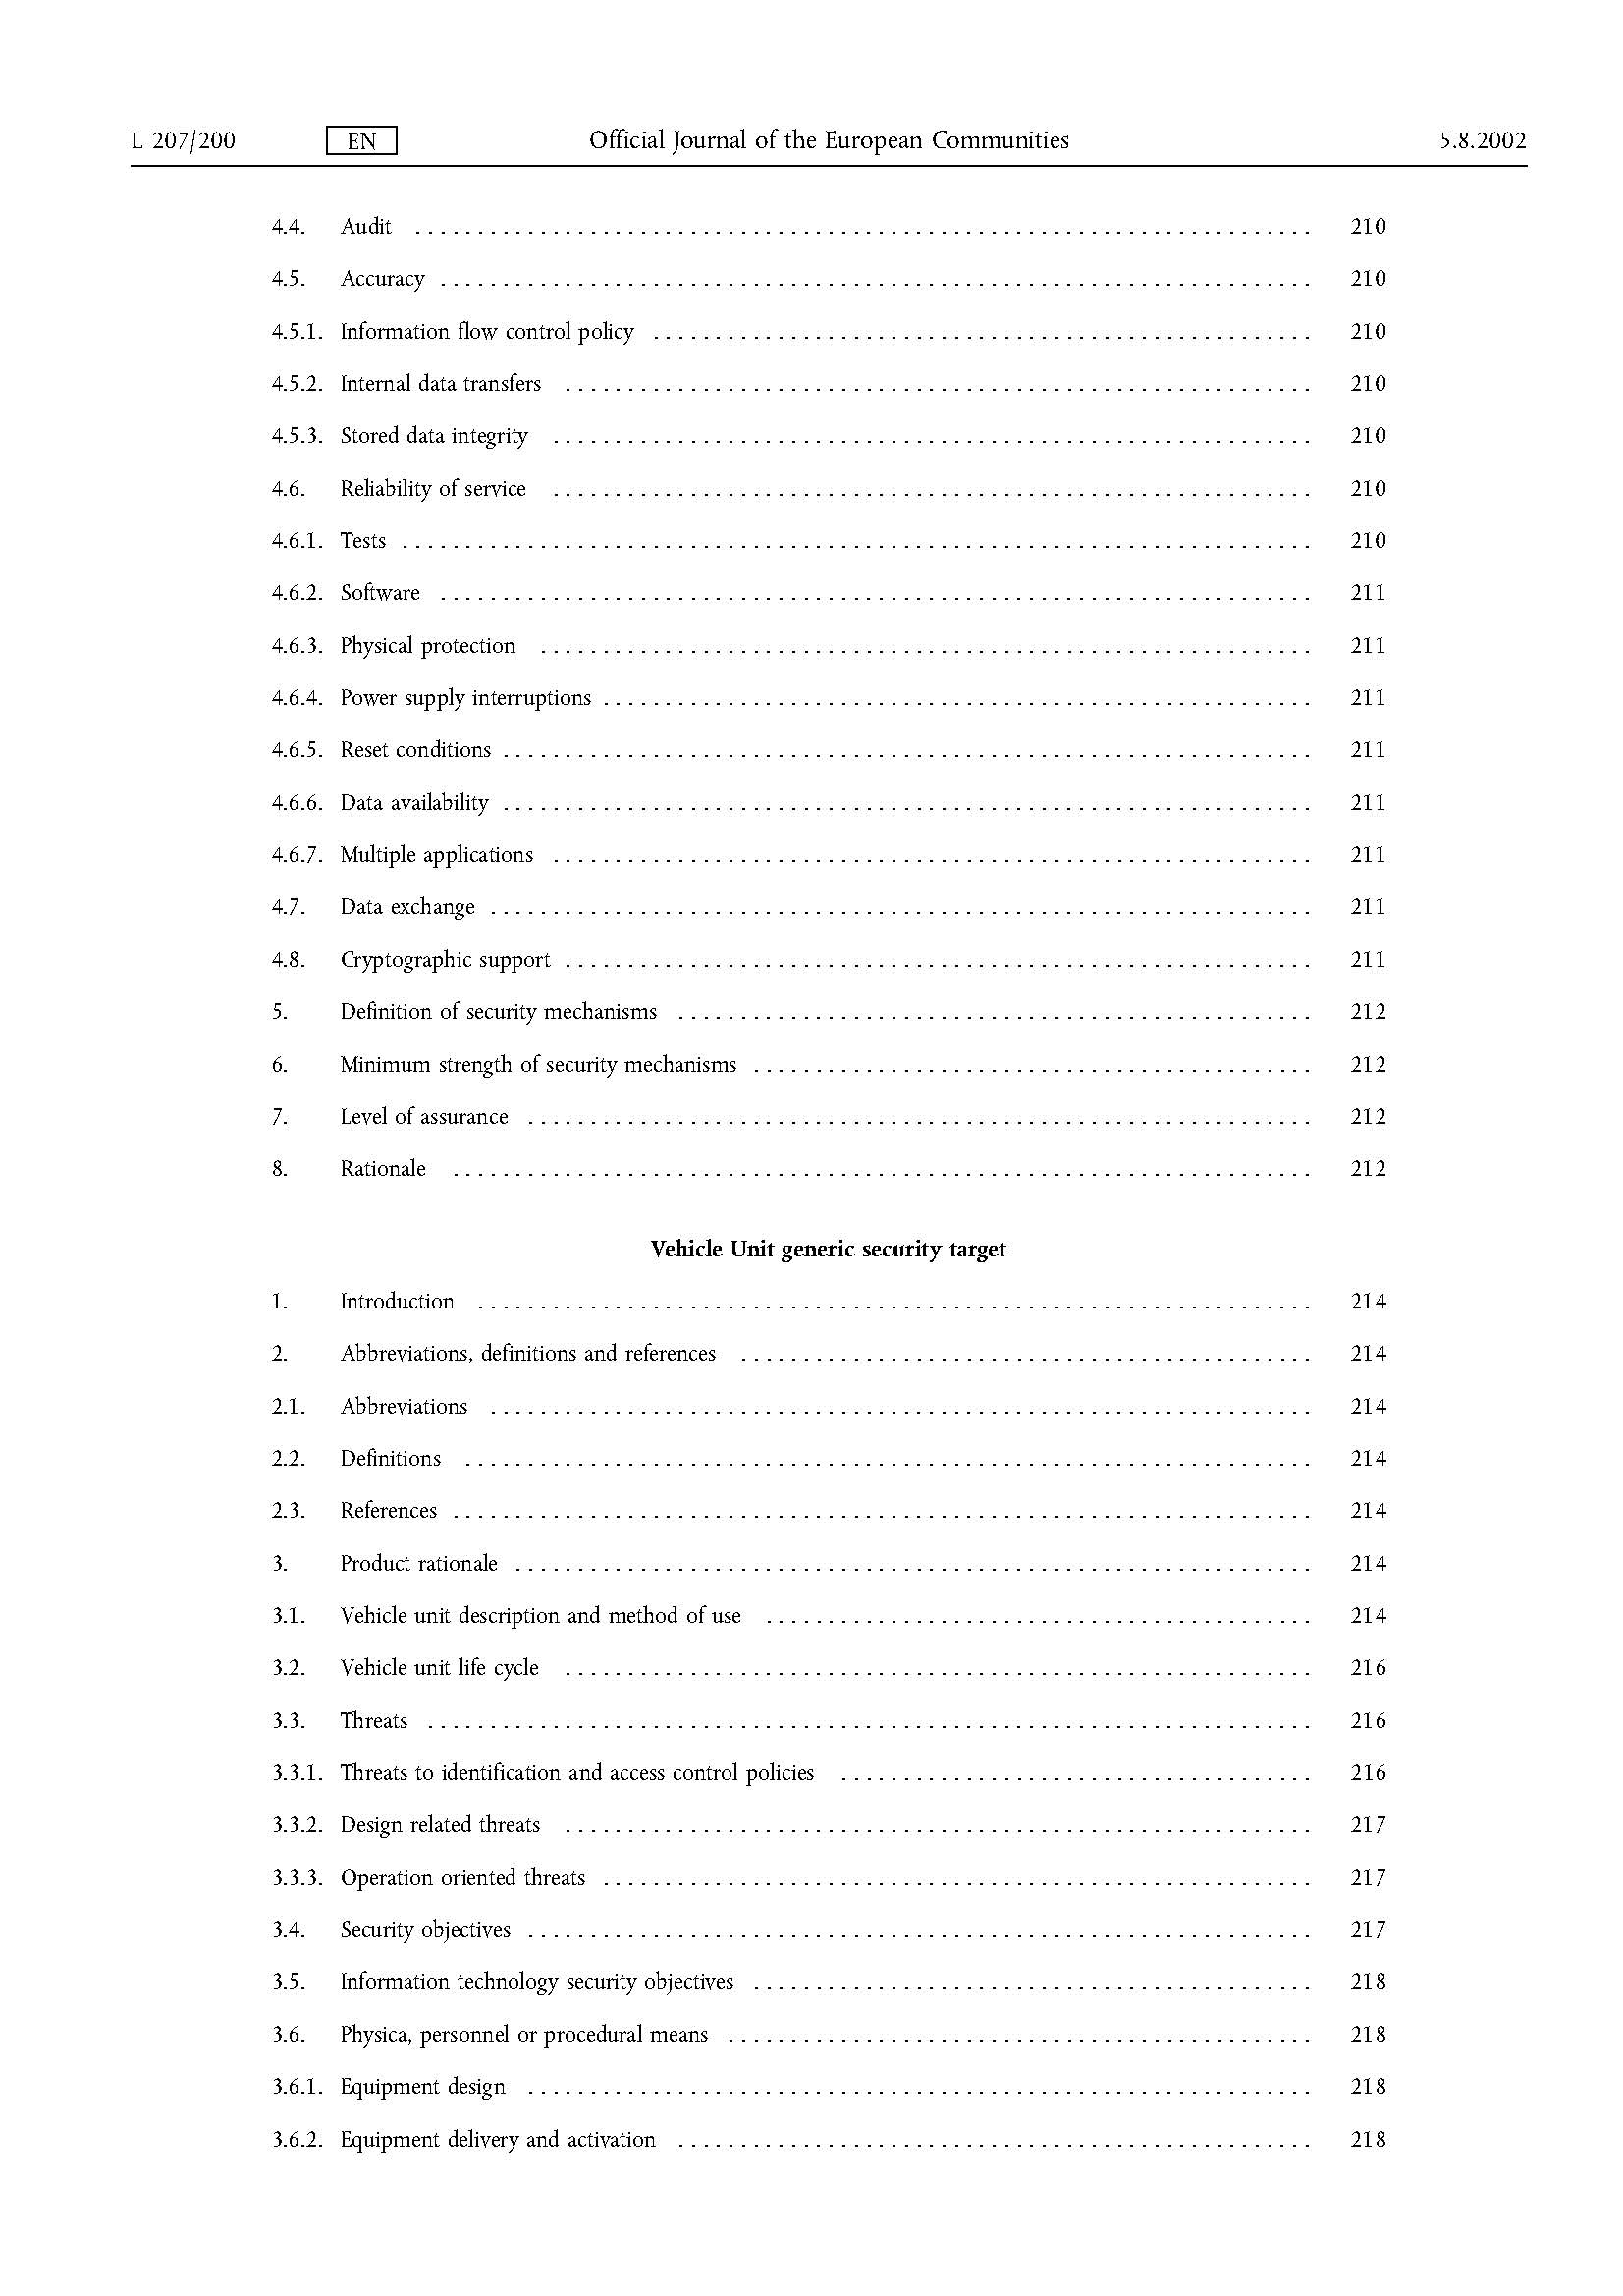 L 207/200 EN Official Journal of the European Communities 5.8.2002
4.4. Audit . . . . . . . . . . . . . . . . . . . . 210
4.5. Accuracy . . . . . . . . . . . . . . . . . . . . 210
4.5.1. Information flow control policy . . . . . . . . . . . . . . . . . . . . 210
4.5.2. Internal data transfers . . . . . . . . . . . . . . . . . . . . 210
4.5.3. Stored data integrity . . . . . . . . . . . . . . . . . . . . 210
4.6. Reliability of service . . . . . . . . . . . . . . . . . . . . 210
4.6.1. Tests . . . . . . . . . . . . . . . . . . . . 210
4.6.2. Software . . . . . . . . . . . . . . . . . . . . 211
4.6.3. Physical protection . . . . . . . . . . . . . . . . . . . . 211
4.6.4. Power supply interruptions . . . . . . . . . . . . . . . . . . . . 211
4.6.5. Reset conditions . . . . . . . . . . . . . . . . . . . . 211
4.6.6. Data availability . . . . . . . . . . . . . . . . . . . . 211
4.6.7. Multiple applications . . . . . . . . . . . . . . . . . . . . 211
4.7. Data exchange . . . . . . . . . . . . . . . . . . . . 211
4.8. Cryptographic support . . . . . . . . . . . . . . . . . . . . 211
5. Definition of security mechanisms . . . . . . . . . . . . . . . . . . . . 212
6. Minimum strength of security mechanisms . . . . . . . . . . . . . . . . . . . . 212
7. Level of assurance . . . . . . . . . . . . . . . . . . . . 212
8. Rationale . . . . . . . . . . . . . . . . . . . . 212
Vehicle Unit generic security target
1. Introduction . . . . . . . . . . . . . . . . . . . . 214
2. Abbreviations, definitions and references . . . . . . . . . . . . . . . . . . . . 214
2.1. Abbreviations . . . . . . . . . . . . . . . . . . . . 214
2.2. Definitions . . . . . . . . . . . . . . . . . . . . 214
2.3. References . . . . . . . . . . . . . . . . . . . . 214
3. Product rationale . . . . . . . . . . . . . . . . . . . . 214
3.1. Vehicle unit description and method of use . . . . . . . . . . . . . . . . . . . . 214
3.2. Vehicle unit life cycle . . . . . . . . . . . . . . . . . . . . 216
3.3. Threats . . . . . . . . . . . . . . . . . . . . 216
3.3.1. Threats to identification and access control policies . . . . . . . . . . . . . . . . . . . . 216
3.3.2. Design related threats . . . . . . . . . . . . . . . . . . . . 217
3.3.3. Operation oriented threats . . . . . . . . . . . . . . . . . . . . 217
3.4. Security objectives . . . . . . . . . . . . . . . . . . . . 217
3.5. Information technology security objectives . . . . . . . . . . . . . . . . . . . . 218
3.6. Physica, personnel or procedural means . . . . . . . . . . . . . . . . . . . . 218
3.6.1. Equipment design . . . . . . . . . . . . . . . . . . . . 218
3.6.2. Equipment delivery and activation . . . . . . . . . . . . . . . . . . . . 218